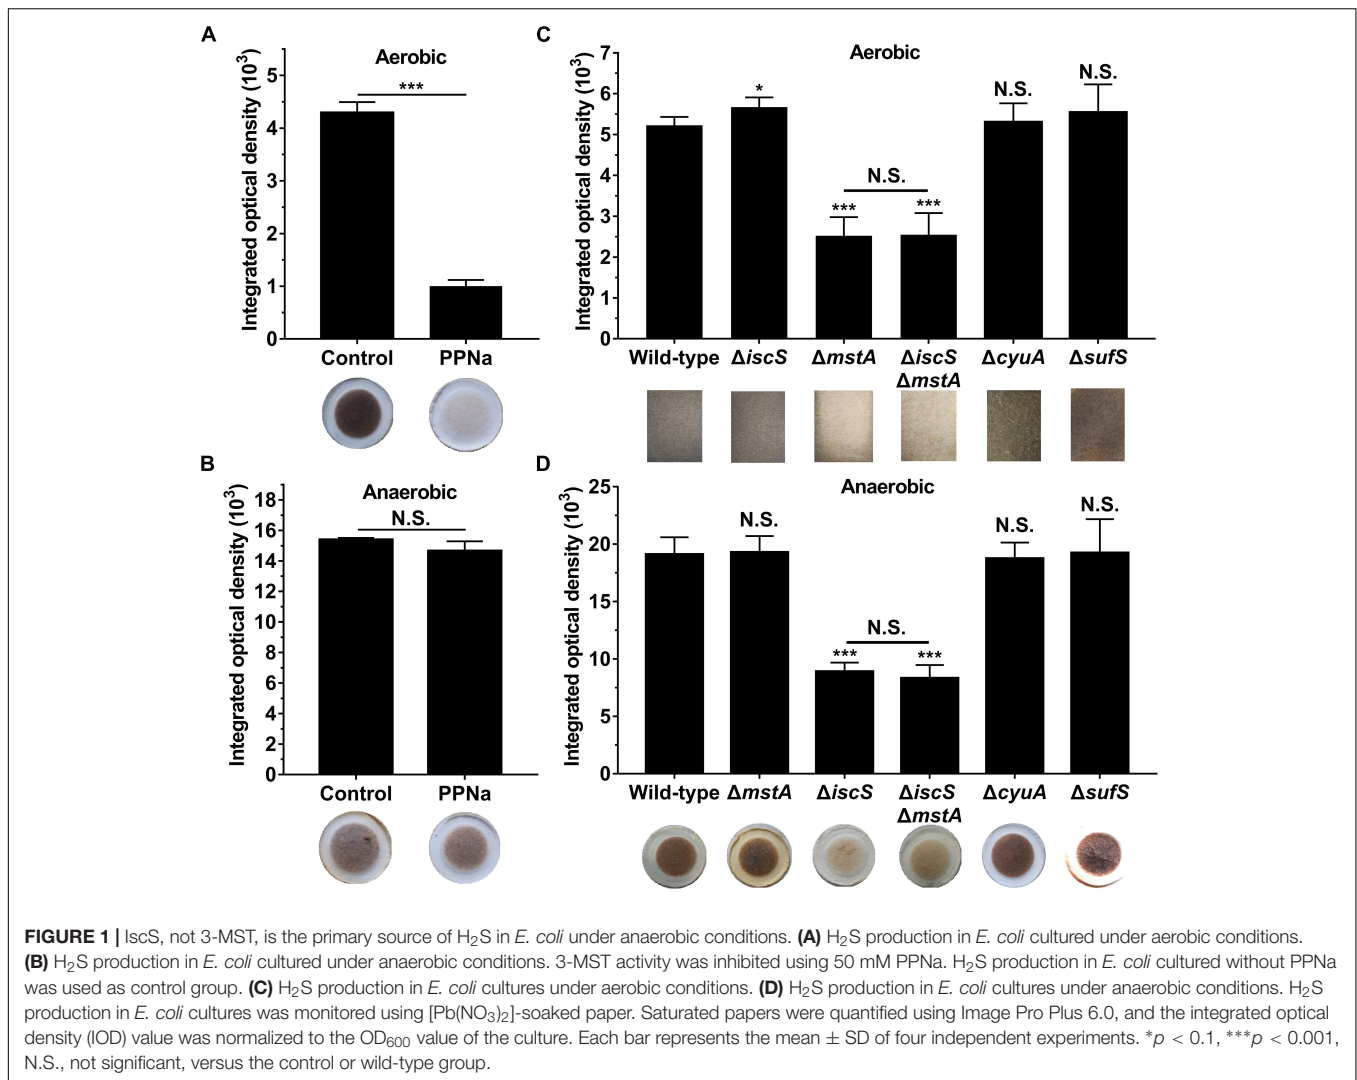 A
Aerobic
***
Integrated optical density (10³)
5
4
3
2
1
0
Control
PPNa
B
Anaerobic
N.S.
Integrated optical density (10³)
18
16
14
12
10
8
6
4
2
0
Control
PPNa
C
Aerobic
Integrated optical density (10³)
7
6
5
4
3
2
1
0
*
***
N.S.
***
N.S.
N.S.
Wild-type
ΔiscS
ΔmstA
ΔiscS
ΔmstA
ΔcyuA
ΔsufS
D
Anaerobic
Integrated optical density (10³)
25
20
15
10
5
0
N.S.
***
N.S.
***
N.S.
N.S.
Wild-type
ΔmstA
ΔiscS
ΔiscS
ΔmstA
ΔcyuA
ΔsufS
FIGURE 1 | IscS, not 3-MST, is the primary source of H₂S in E. coli under anaerobic conditions. (A) H₂S production in E. coli cultured under aerobic conditions.
(B) H₂S production in E. coli cultured under anaerobic conditions. 3-MST activity was inhibited using 50 mM PPNa. H₂S production in E. coli cultured without PPNa
was used as control group. (C) H₂S production in E. coli cultures under aerobic conditions. (D) H₂S production in E. coli cultures under anaerobic conditions. H₂S
production in E. coli cultures was monitored using [Pb(NO₃)₂]-soaked paper. Saturated papers were quantified using Image Pro Plus 6.0, and the integrated optical
density (IOD) value was normalized to the OD₆₀₀ value of the culture. Each bar represents the mean ± SD of four independent experiments. *p < 0.1, ***p < 0.001,
N.S., not significant, versus the control or wild-type group.